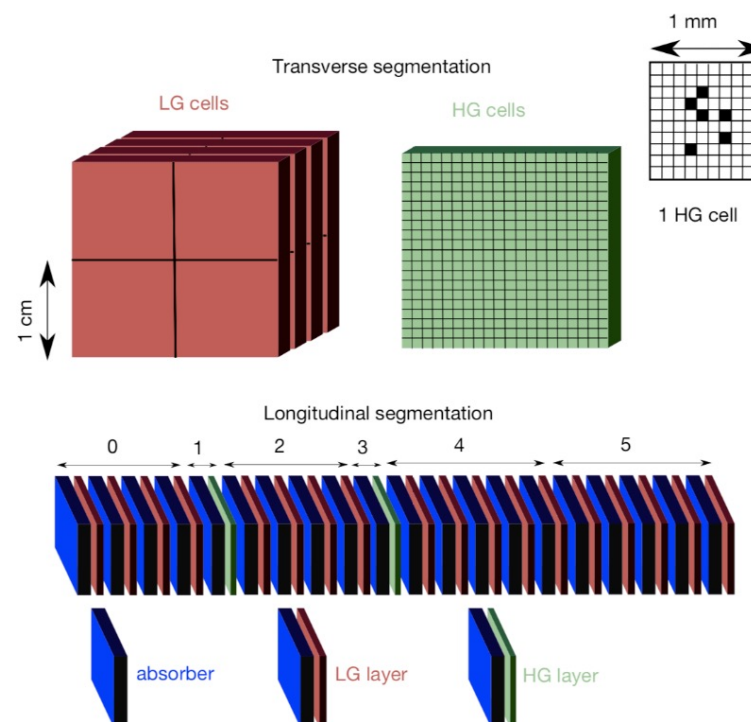 1 mm
Transverse segmentation
LG cells
HG cells
1 HG cell
1 cm
Longitudinal segmentation
0 1 2 3 4 5
absorber
LG layer
HG layer